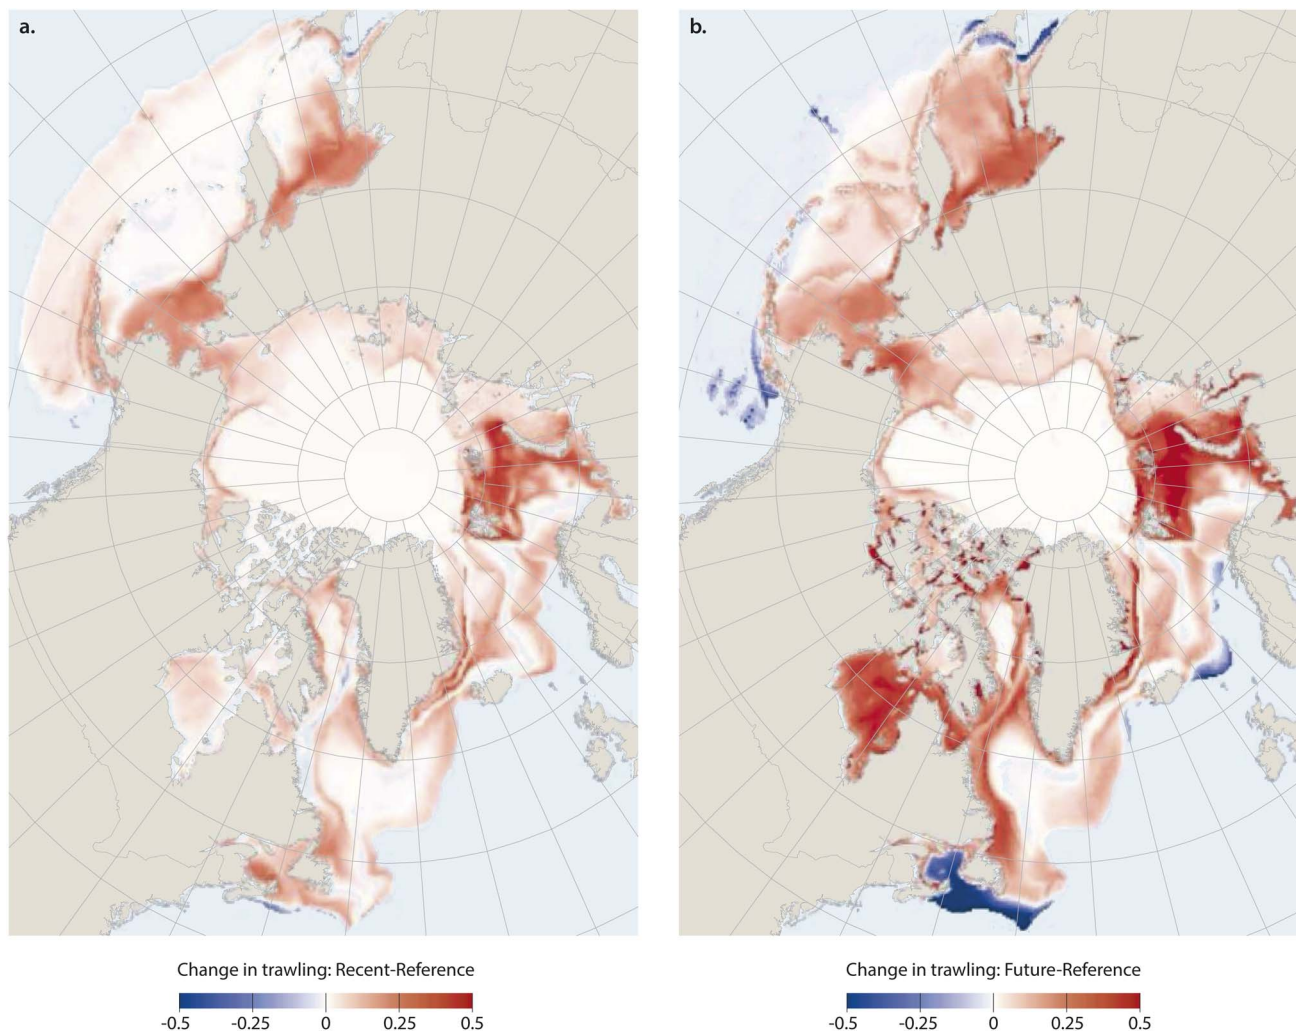 a.
b.
Change in trawling: Recent-Reference
-0.5 -0.25 0 0.25 0.5
Change in trawling: Future-Reference
-0.5 -0.25 0 0.25 0.5